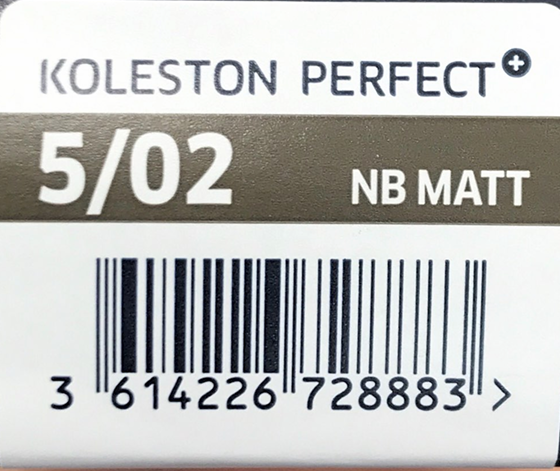 KOLESTON PERFECT+
5/02 NB MATT
3 614226 728883 >